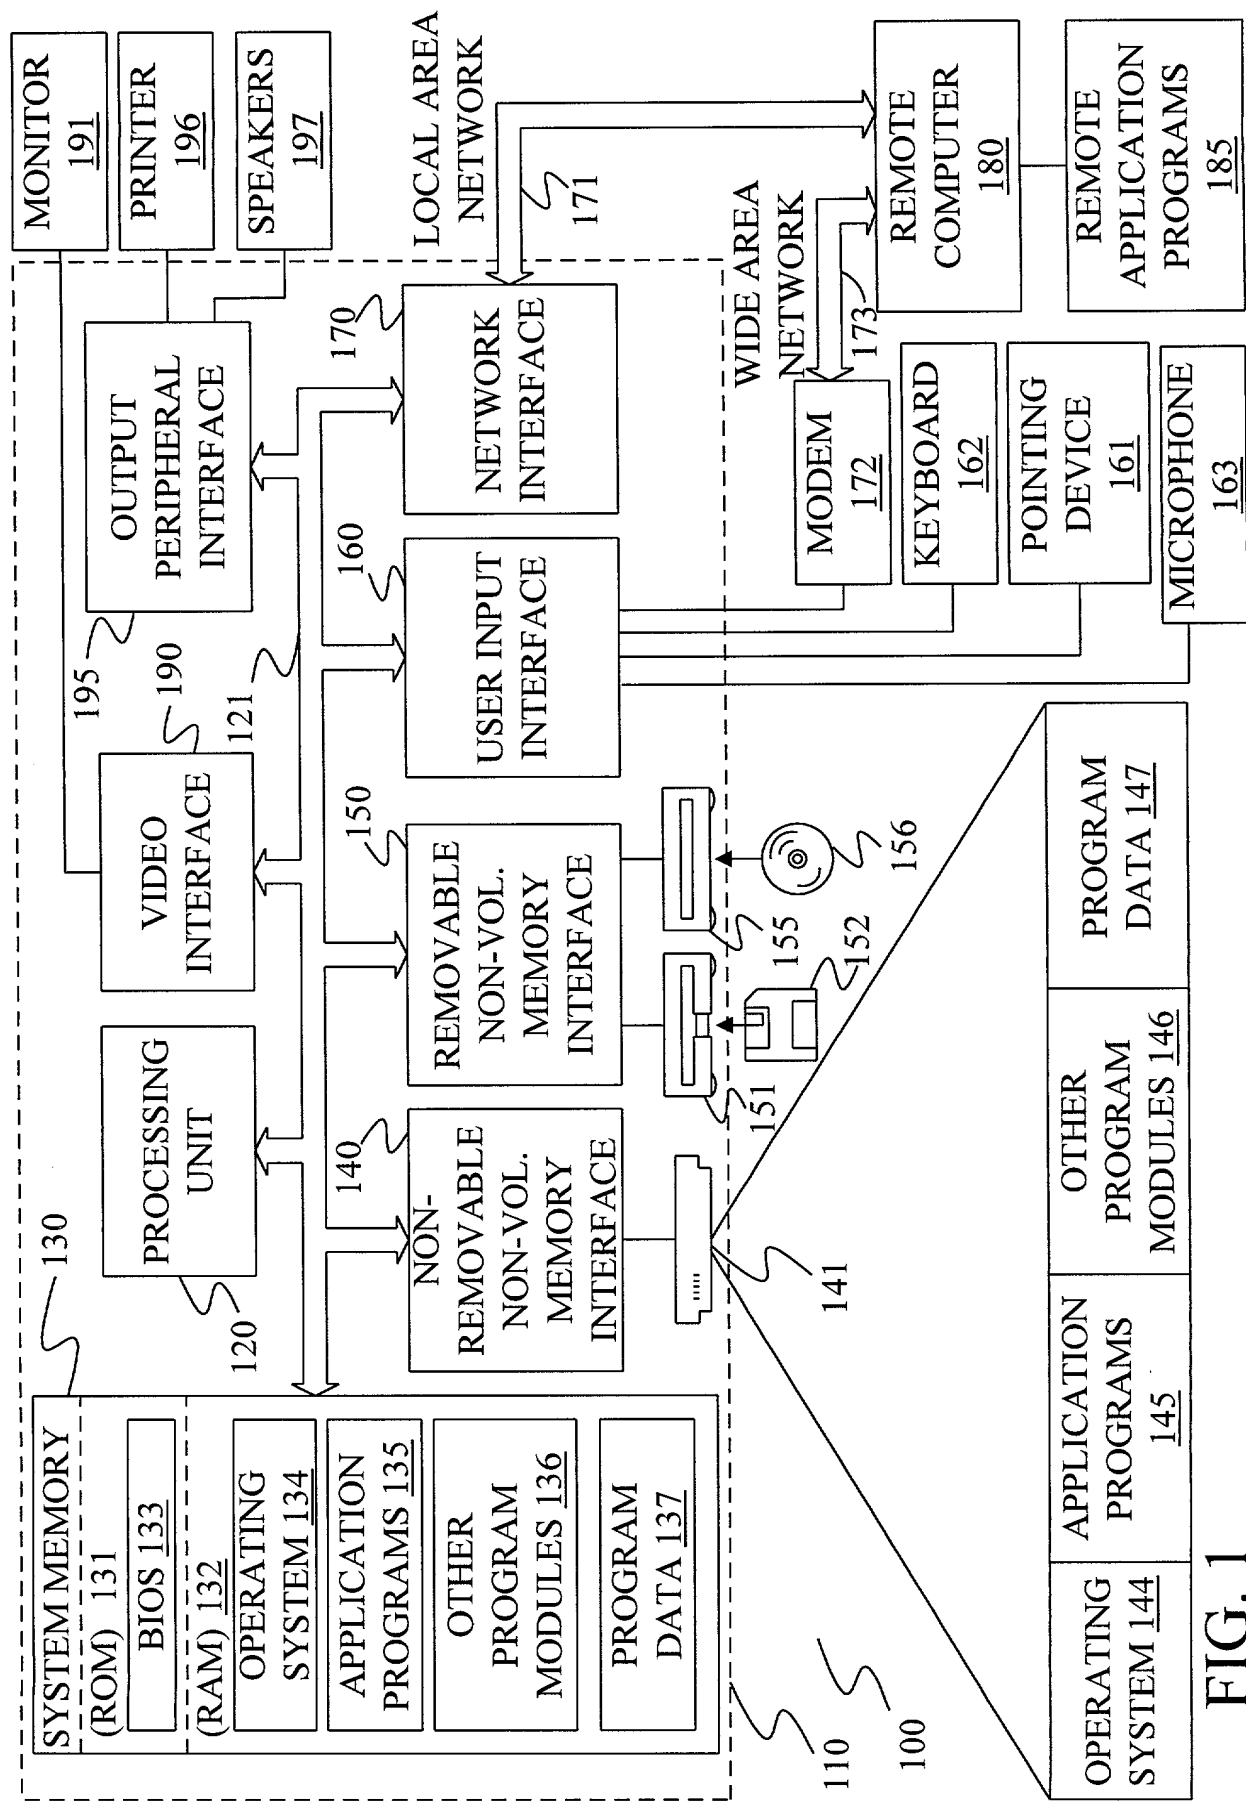 SYSTEM MEMORY
(ROM) 131
BIOS 133
(RAM) 132
OPERATING
SYSTEM 134
APPLICATION
PROGRAMS 135
OTHER
PROGRAM
MODULES 136
PROGRAM
DATA 137
130
PROCESSING
UNIT
120
VIDEO
INTERFACE
190
121
195
OUTPUT
PERIPHERAL
INTERFACE
MONITOR
191
PRINTER
196
SPEAKERS
197
140
NON-
REMOVABLE
NON-VOL.
MEMORY
INTERFACE
150
REMOVABLE
NON-VOL.
MEMORY
INTERFACE
160
USER INPUT
INTERFACE
170
NETWORK
INTERFACE
LOCAL AREA
NETWORK
171
141
151
152
155
156
WIDE AREA
NETWORK
173
MODEM
172
KEYBOARD
162
POINTING
DEVICE
161
MICROPHONE
163
REMOTE
COMPUTER
180
REMOTE
APPLICATION
PROGRAMS
185
110
100
OPERATING
SYSTEM 144
APPLICATION
PROGRAMS
145
OTHER
PROGRAM
MODULES 146
PROGRAM
DATA 147
FIG. 1